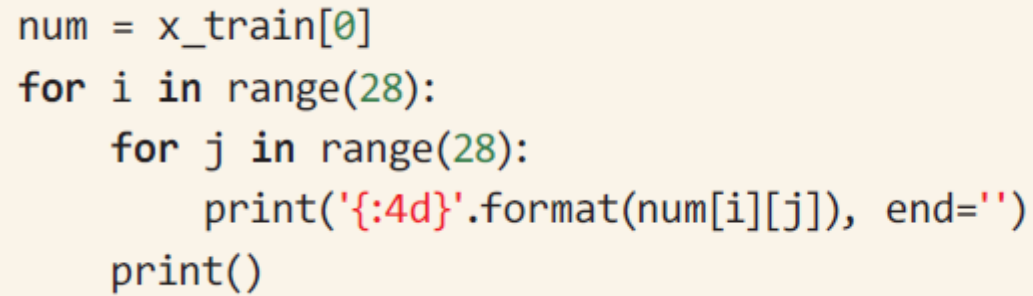 num = x_train[0]
for i in range(28):
    for j in range(28):
        print('{:4d}'.format(num[i][j]), end='')
    print()